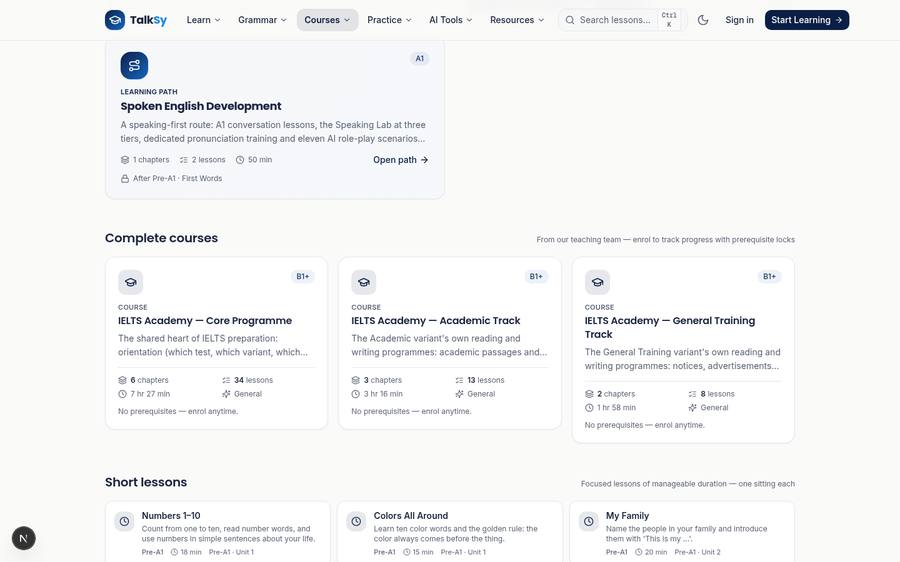 TalkSy
Learn
Grammar
Courses
Practice
AI Tools
Resources
Search lessons...
Ctrl
K
Sign in
Start Learning →
A1
LEARNING PATH
Spoken English Development
A speaking-first route: A1 conversation lessons, the Speaking Lab at three
tiers, dedicated pronunciation training and eleven AI role-play scenarios...
1 chapters 2 lessons 50 min
Open path →
After Pre-A1 · First Words
Complete courses
From our teaching team — enrol to track progress with prerequisite locks
B1+
COURSE
IELTS Academy — Core Programme
The shared heart of IELTS preparation:
orientation (which test, which variant, which...
6 chapters 34 lessons
7 hr 27 min General
No prerequisites — enrol anytime.
B1+
COURSE
IELTS Academy — Academic Track
The Academic variant's own reading and
writing programmes: academic passages and...
3 chapters 13 lessons
3 hr 16 min General
No prerequisites — enrol anytime.
B1+
COURSE
IELTS Academy — General Training
Track
The General Training variant's own reading and
writing programmes: notices, advertisements...
2 chapters 8 lessons
1 hr 58 min General
No prerequisites — enrol anytime.
Short lessons
Focused lessons of manageable duration — one sitting each
Numbers 1–10
Count from one to ten, read number words, and
use numbers in simple sentences about your life.
Pre-A1 18 min Pre-A1 · Unit 1
Colors All Around
Learn ten color words and the golden rule: the
color always comes before the thing.
Pre-A1 15 min Pre-A1 · Unit 1
My Family
Name the people in your family and introduce
them with 'This is my ...'.
Pre-A1 20 min Pre-A1 · Unit 2
N